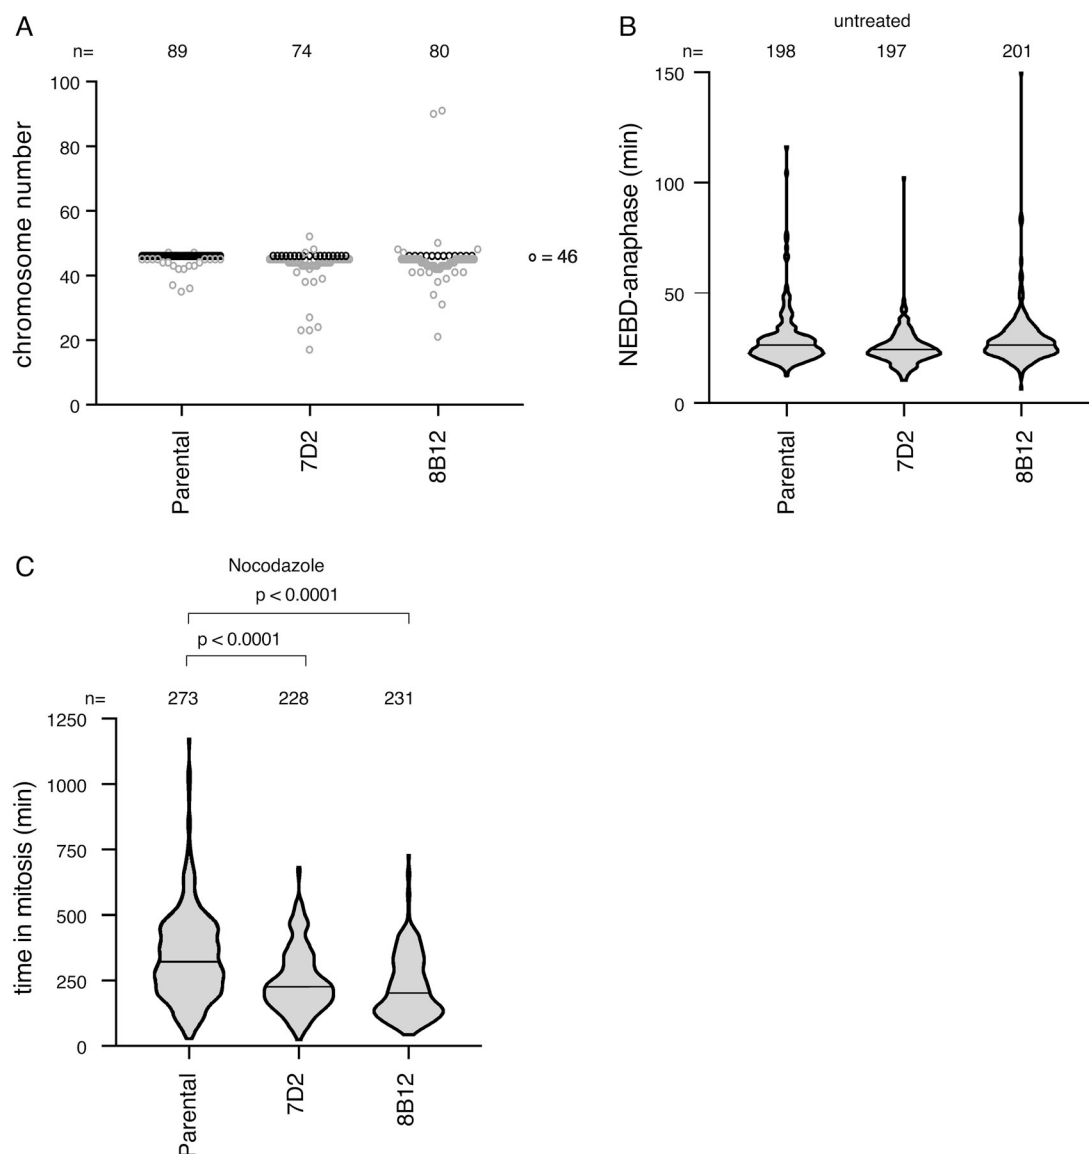 A
n= 89 74 80
100
80
60
40
20
0
chromosome number
= 46
Parental
7D2
8B12
B
untreated
n= 198 197 201
150
100
50
0
NEBD-anaphase (min)
Parental
7D2
8B12
C
Nocodazole
p < 0.0001
p < 0.0001
n= 273 228 231
1250
1000
750
500
250
0
time in mitosis (min)
Parental
7D2
8B12